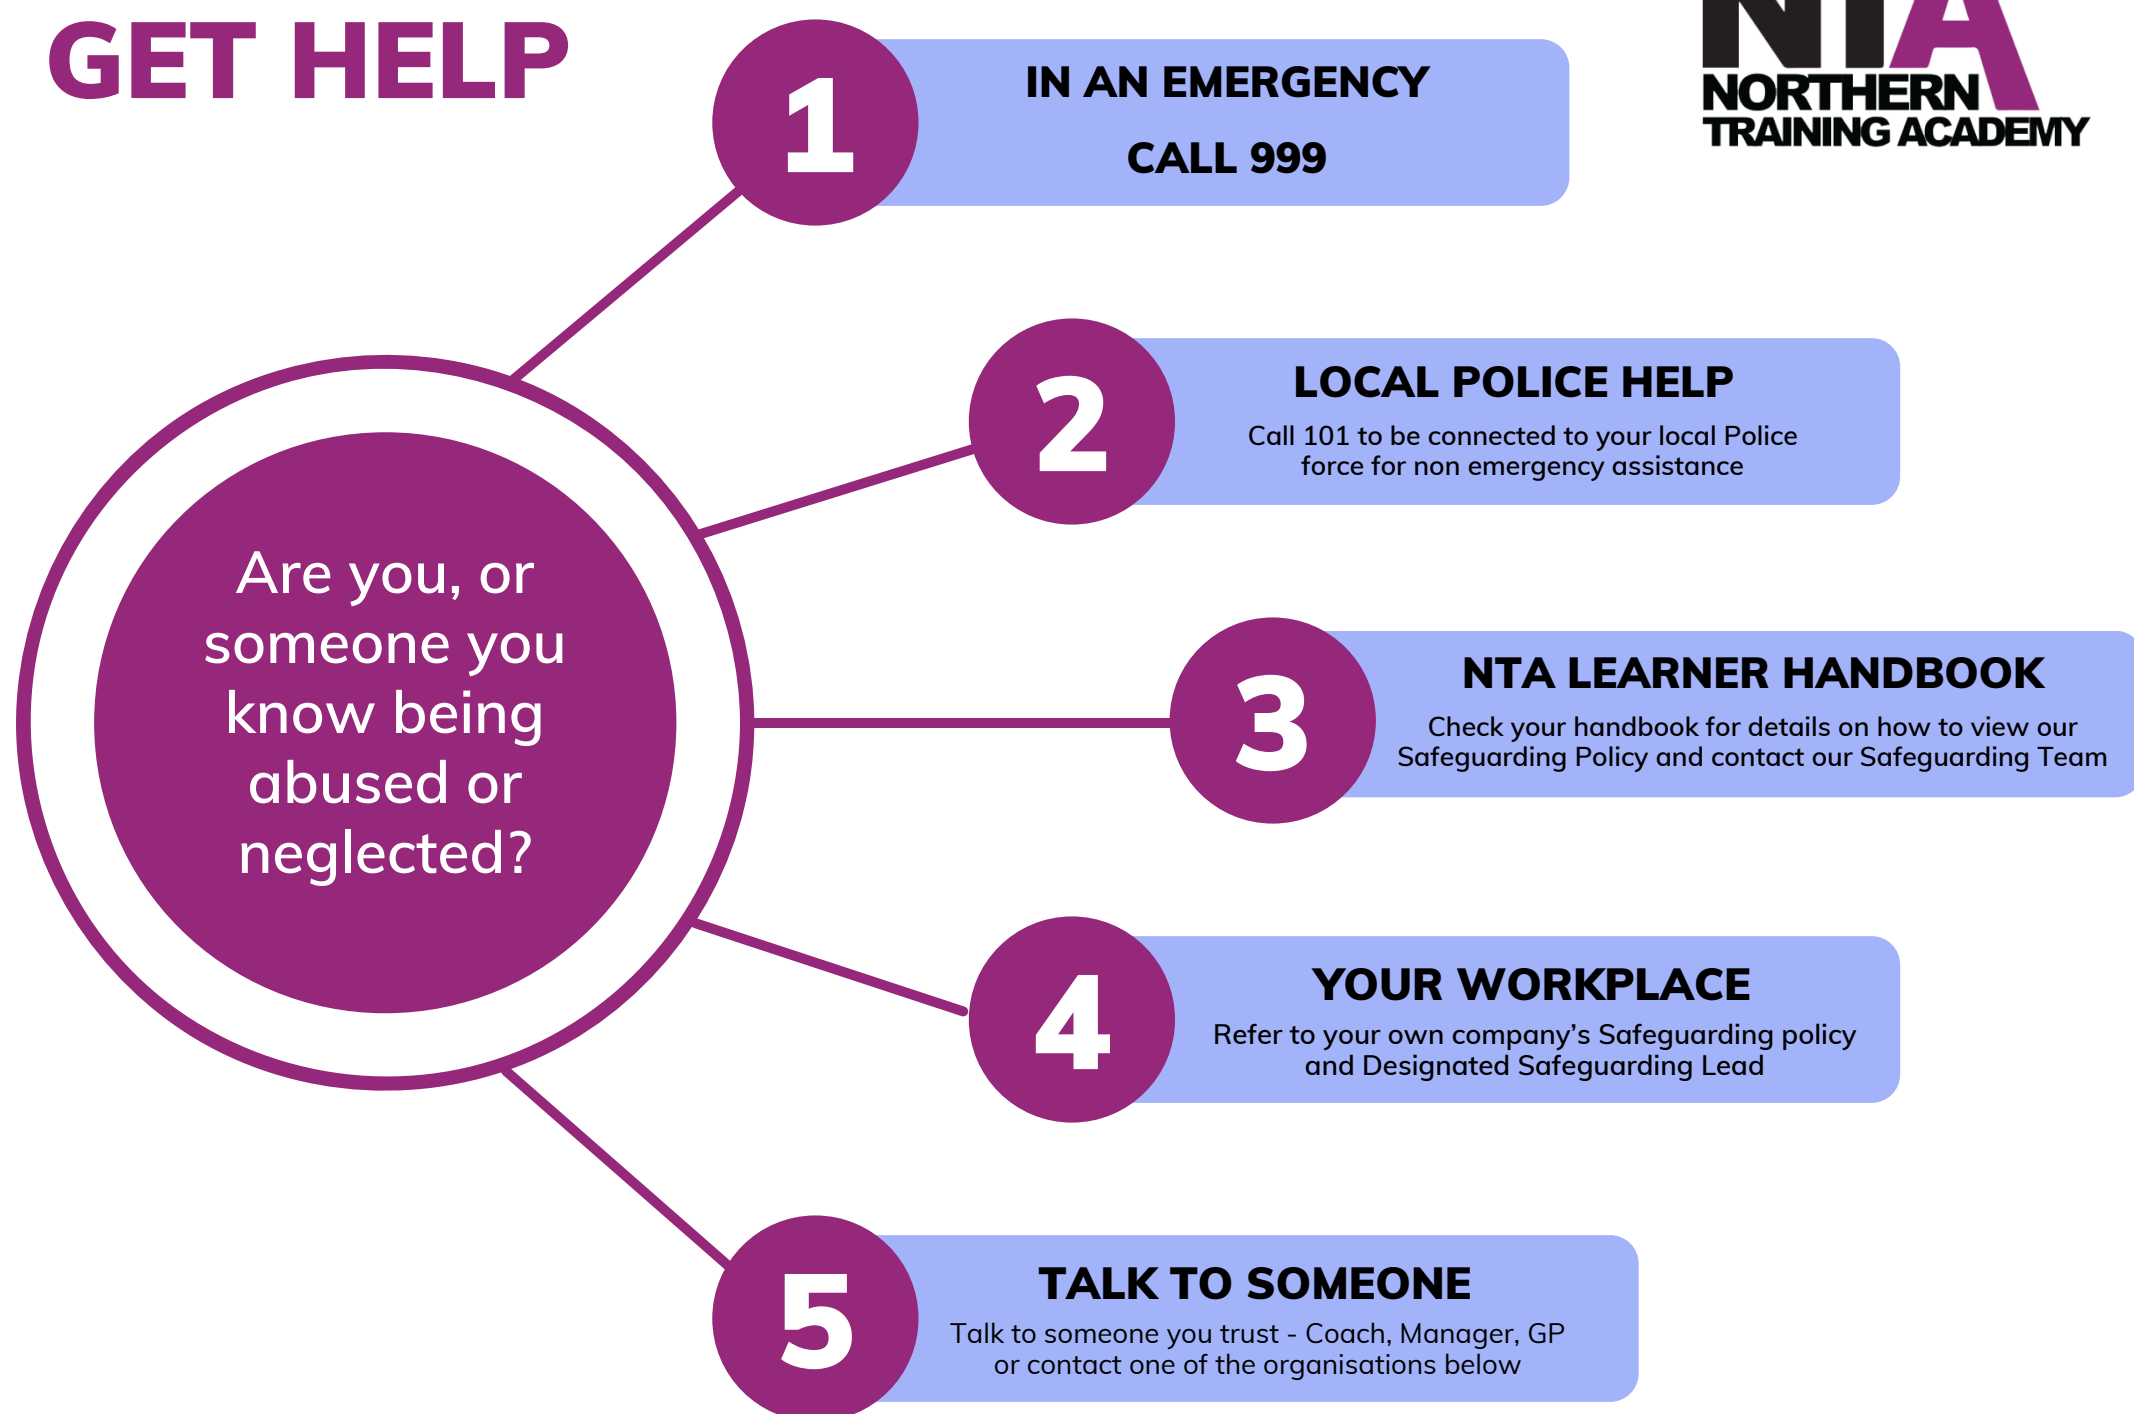 GET HELP
NTA
NORTHERN
TRAINING ACADEMY
1
IN AN EMERGENCY
CALL 999
2
LOCAL POLICE HELP
Call 101 to be connected to your local Police
force for non emergency assistance
Are you, or
someone you
know being
abused or
neglected?
3
NTA LEARNER HANDBOOK
Check your handbook for details on how to view our
Safeguarding Policy and contact our Safeguarding Team
4
YOUR WORKPLACE
Refer to your own company’s Safeguarding policy
and Designated Safeguarding Lead
5
TALK TO SOMEONE
Talk to someone you trust - Coach, Manager, GP
or contact one of the organisations below